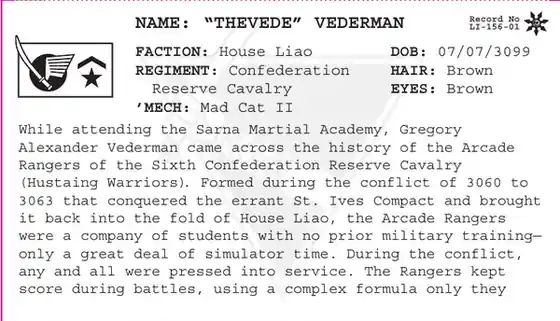 NAME: “THEVEDE” VEDERMAN
Record No
LI-156-01
FACTION: House Liao
DOB: 07/07/3099
REGIMENT: Confederation
HAIR: Brown
Reserve Cavalry
EYES: Brown
’MECH: Mad Cat II
While attending the Sarna Martial Academy, Gregory
Alexander Vederman came across the history of the Arcade
Rangers of the Sixth Confederation Reserve Cavalry
(Hustaing Warriors). Formed during the conflict of 3060 to
3063 that conquered the errant St. Ives Compact and brought
it back into the fold of House Liao, the Arcade Rangers
were a company of students with no prior military training—
only a great deal of simulator time. During the conflict,
any and all were pressed into service. The Rangers kept
score during battles, using a complex formula only they